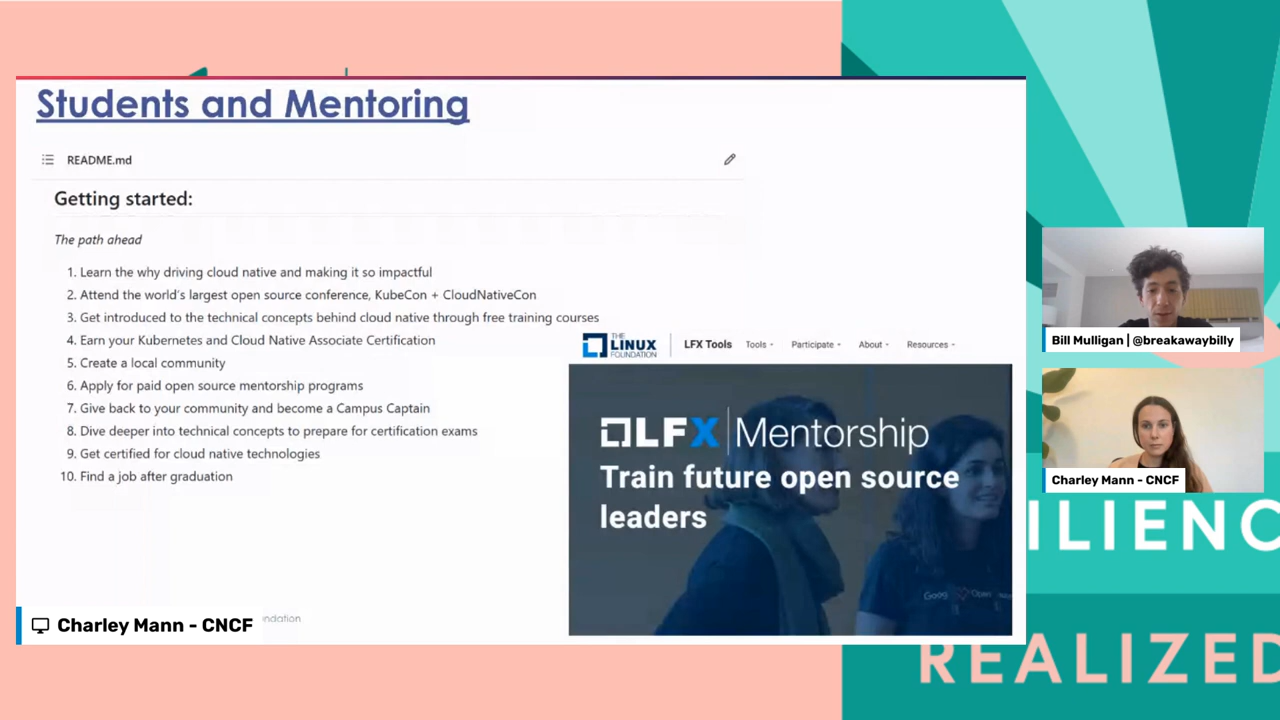 Students and Mentoring
README.md
Getting started:
The path ahead
1. Learn the why driving cloud native and making it so impactful
2. Attend the world's largest open source conference, KubeCon + CloudNativeCon
3. Get introduced to the technical concepts behind cloud native through free training courses
4. Earn your Kubernetes and Cloud Native Associate Certification
5. Create a local community
6. Apply for paid open source mentorship programs
7. Give back to your community and become a Campus Captain
8. Dive deeper into technical concepts to prepare for certification exams
9. Get certified for cloud native technologies
10. Find a job after graduation
THE
LINUX
FOUNDATION
LFX Tools Tools Participate About Resources
LFX Mentorship
Train future open source
leaders
Goog Open
Charley Mann - CNCF
ndation
Bill Mulligan | @breakawaybilly
Charley Mann - CNCF
ILIENC
REALIZED